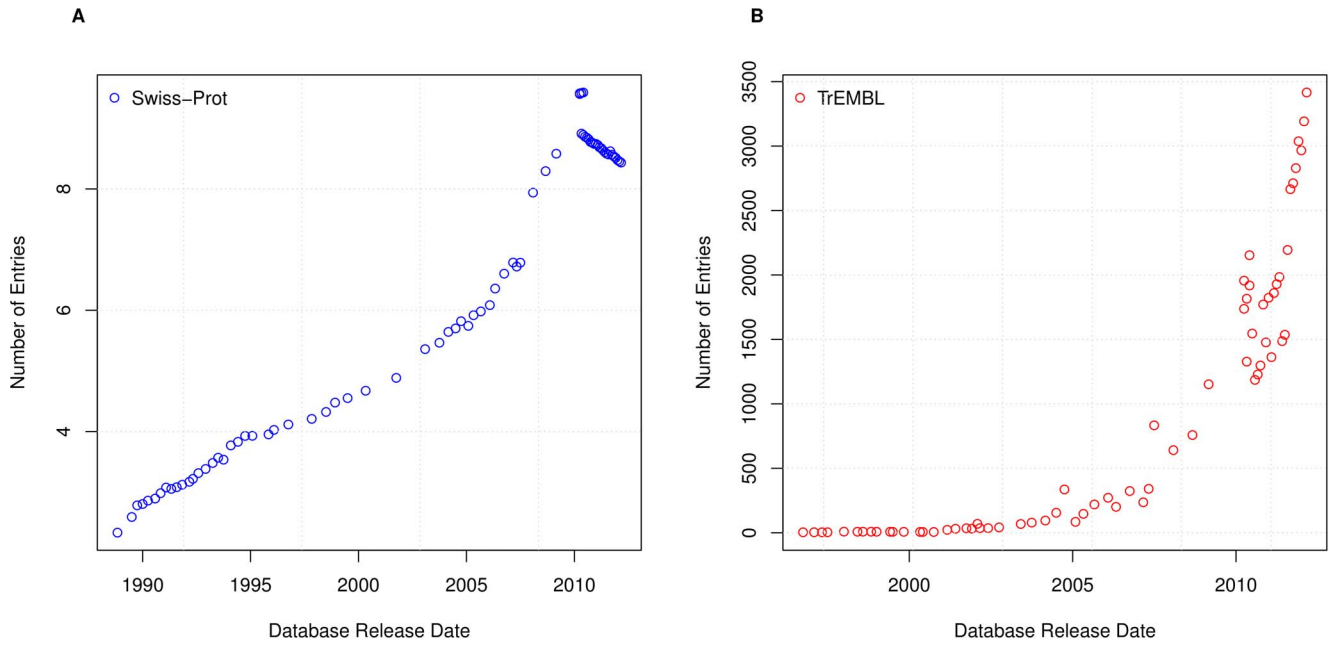 A
Swiss−Prot
8
6
4
Number of Entries
1990 1995 2000 2005 2010
Database Release Date
B
TrEMBL
3500
3000
2500
2000
1500
1000
500
0
Number of Entries
2000 2005 2010
Database Release Date